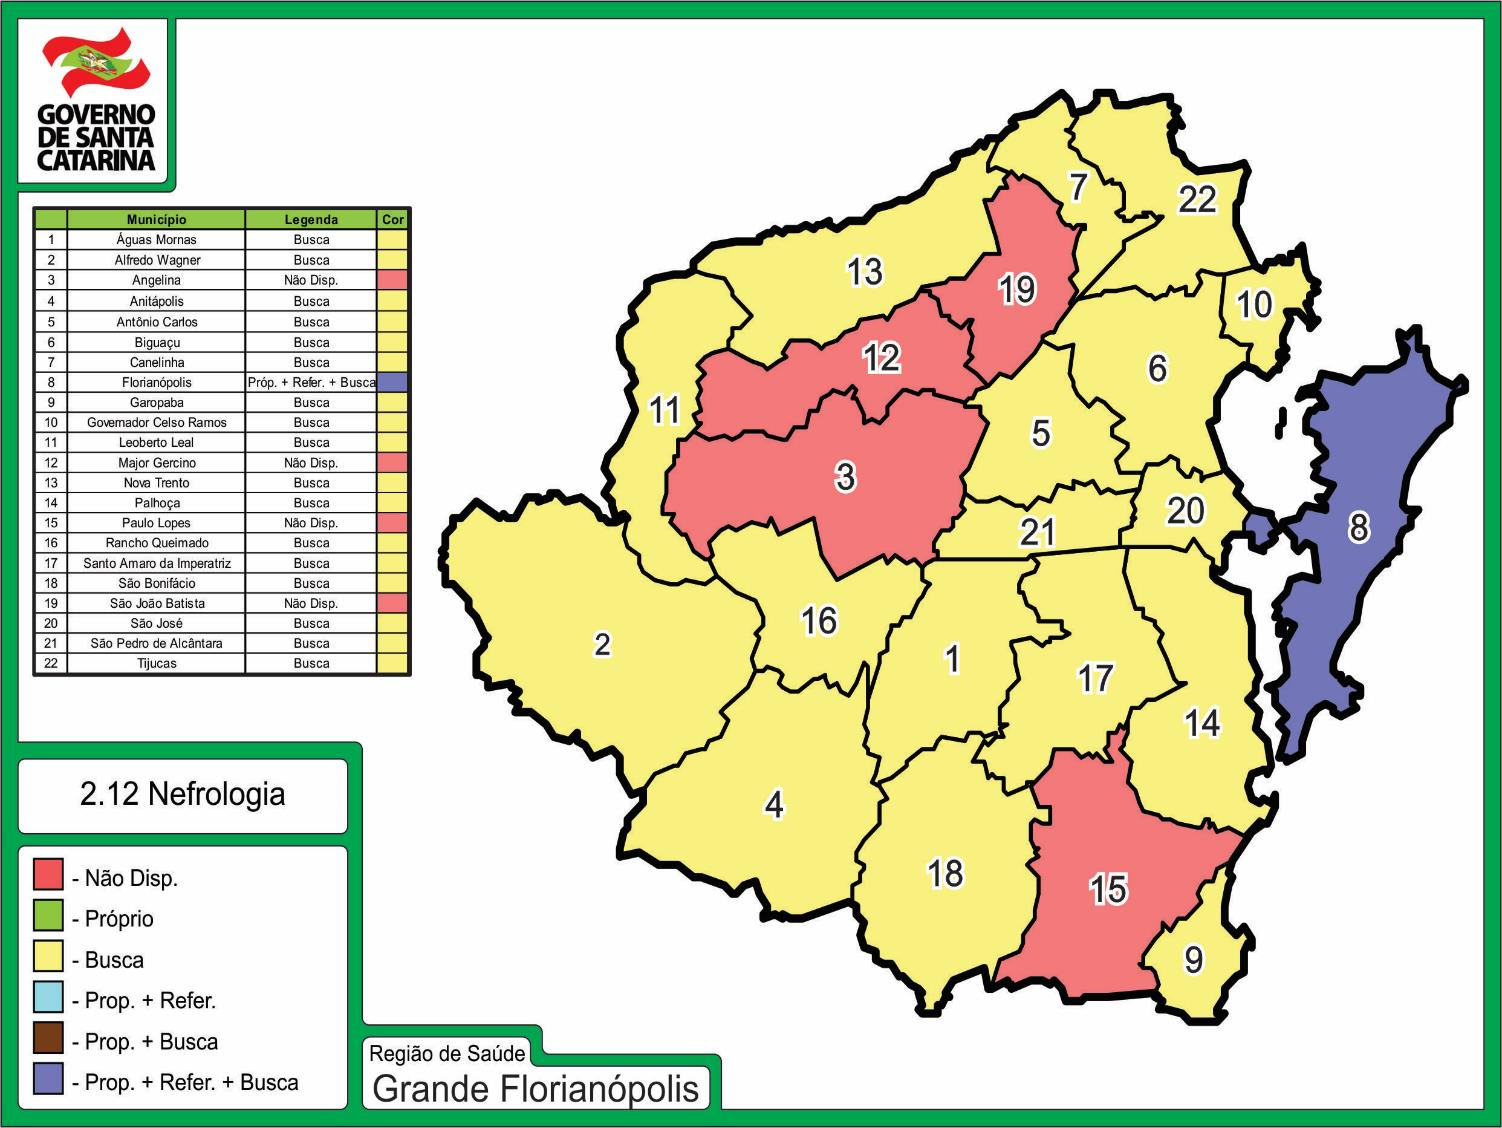 GOVERNO
DE SANTA
CATARINA
Município Legenda Cor
1 Águas Mornas Busca
2 Alfredo Wagner Busca
3 Angelina Não Disp.
4 Anitápolis Busca
5 Antônio Carlos Busca
6 Biguaçu Busca
7 Canelinha Busca
8 Florianópolis Próp. + Refer. + Busca
9 Garopaba Busca
10 Governador Celso Ramos Busca
11 Leoberto Leal Busca
12 Major Gercino Não Disp.
13 Nova Trento Busca
14 Palhoça Busca
15 Paulo Lopes Não Disp.
16 Rancho Queimado Busca
17 Santo Amaro da Imperatriz Busca
18 São Bonifácio Busca
19 São João Batista Não Disp.
20 São José Busca
21 São Pedro de Alcântara Busca
22 Tijucas Busca
7
22
13
19
10
12
6
11
5
3
20
21
8
16
2
1
17
14
4
18
15
9
2.12 Nefrologia
- Não Disp.
- Próprio
- Busca
- Prop. + Refer.
- Prop. + Busca
- Prop. + Refer. + Busca
Região de Saúde
Grande Florianópolis